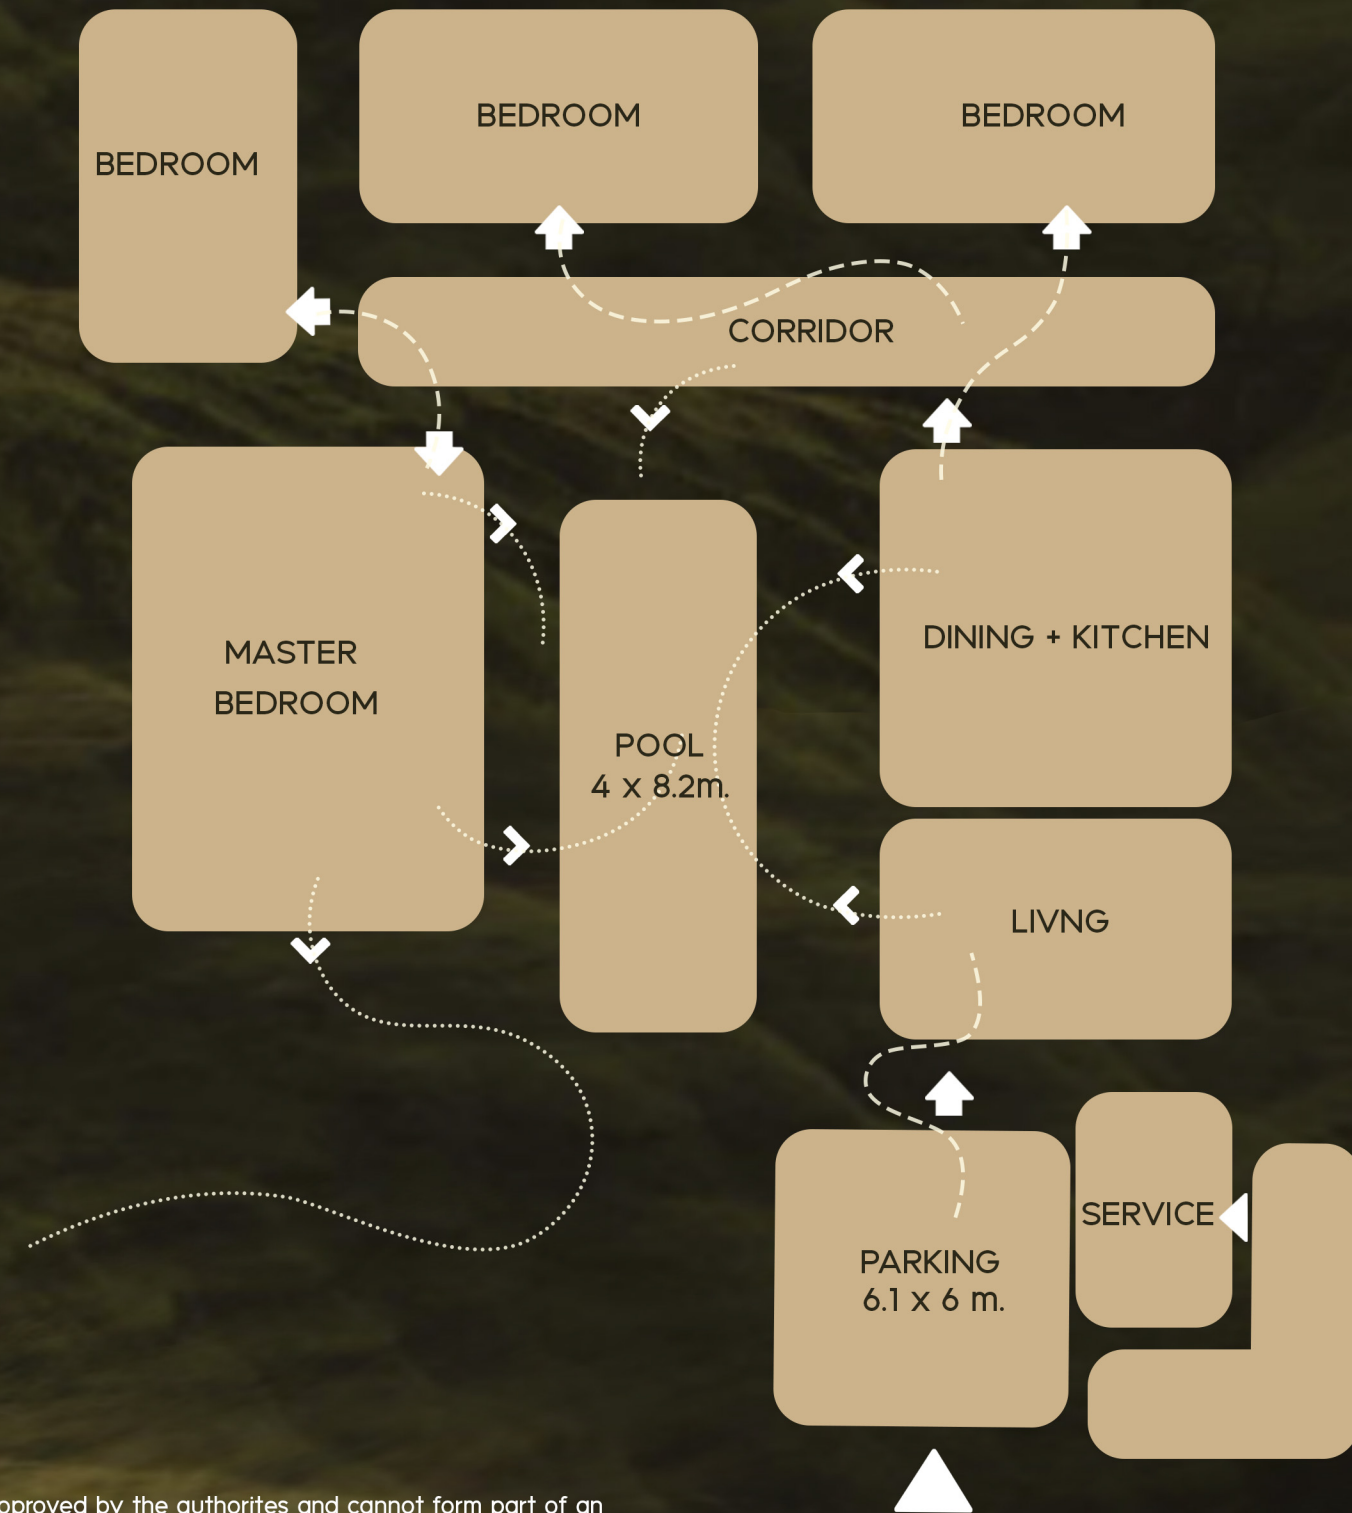 BEDROOM
BEDROOM
BEDROOM
CORRIDOR
MASTER
BEDROOM
DINING + KITCHEN
POOL
4 x 8.2m.
LIVNG
SERVICE
PARKING
6.1 x 6 m.
by the authorites and cannot form part of an